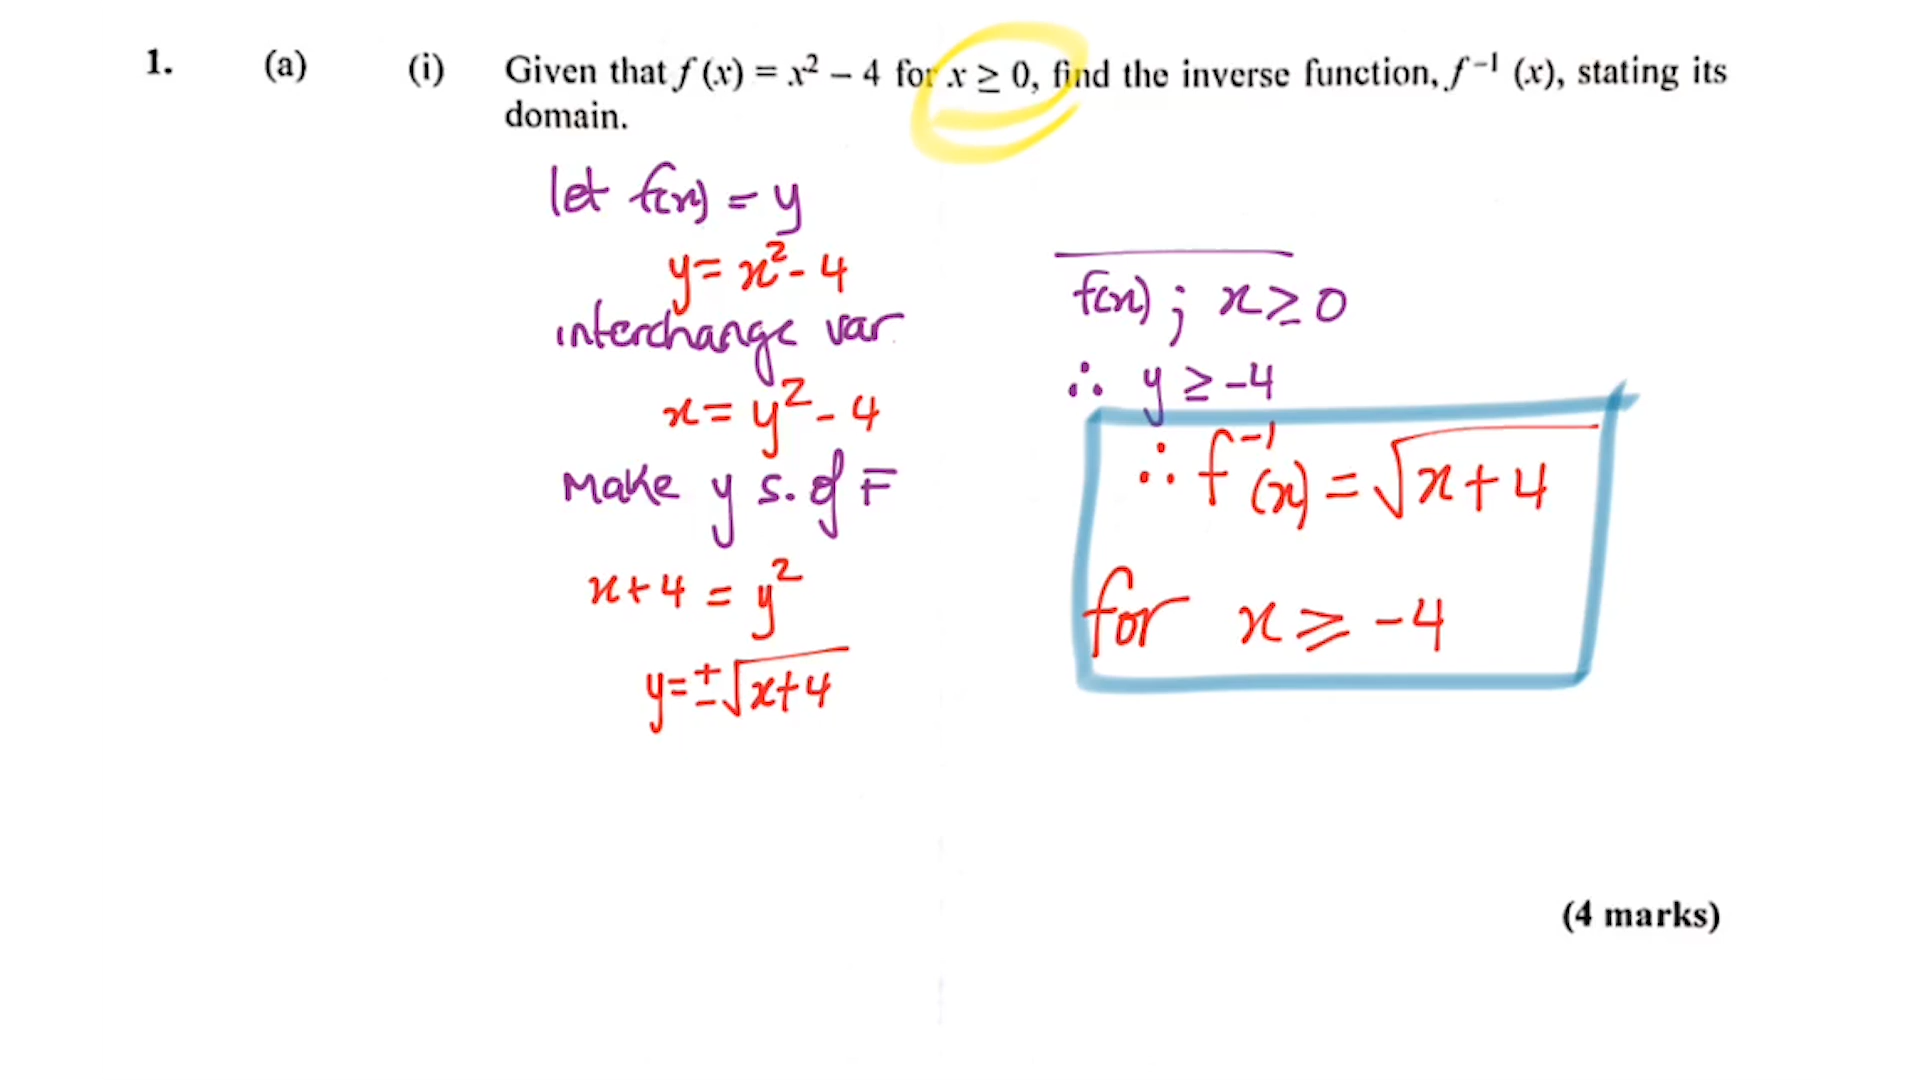 1. (a) (i) Given that f (x) = x² – 4 for x ≥ 0, find the inverse function, f⁻¹ (x), stating its
domain.
let f(x) = y
y = x² - 4
interchange var
x = y² - 4
Make y s. of F
x + 4 = y²
y = ±√(x+4)
f(x) ; x ≥ 0
∴ y ≥ -4
∴ f⁻¹(x) = √(x+4)
for x ≥ -4
(4 marks)